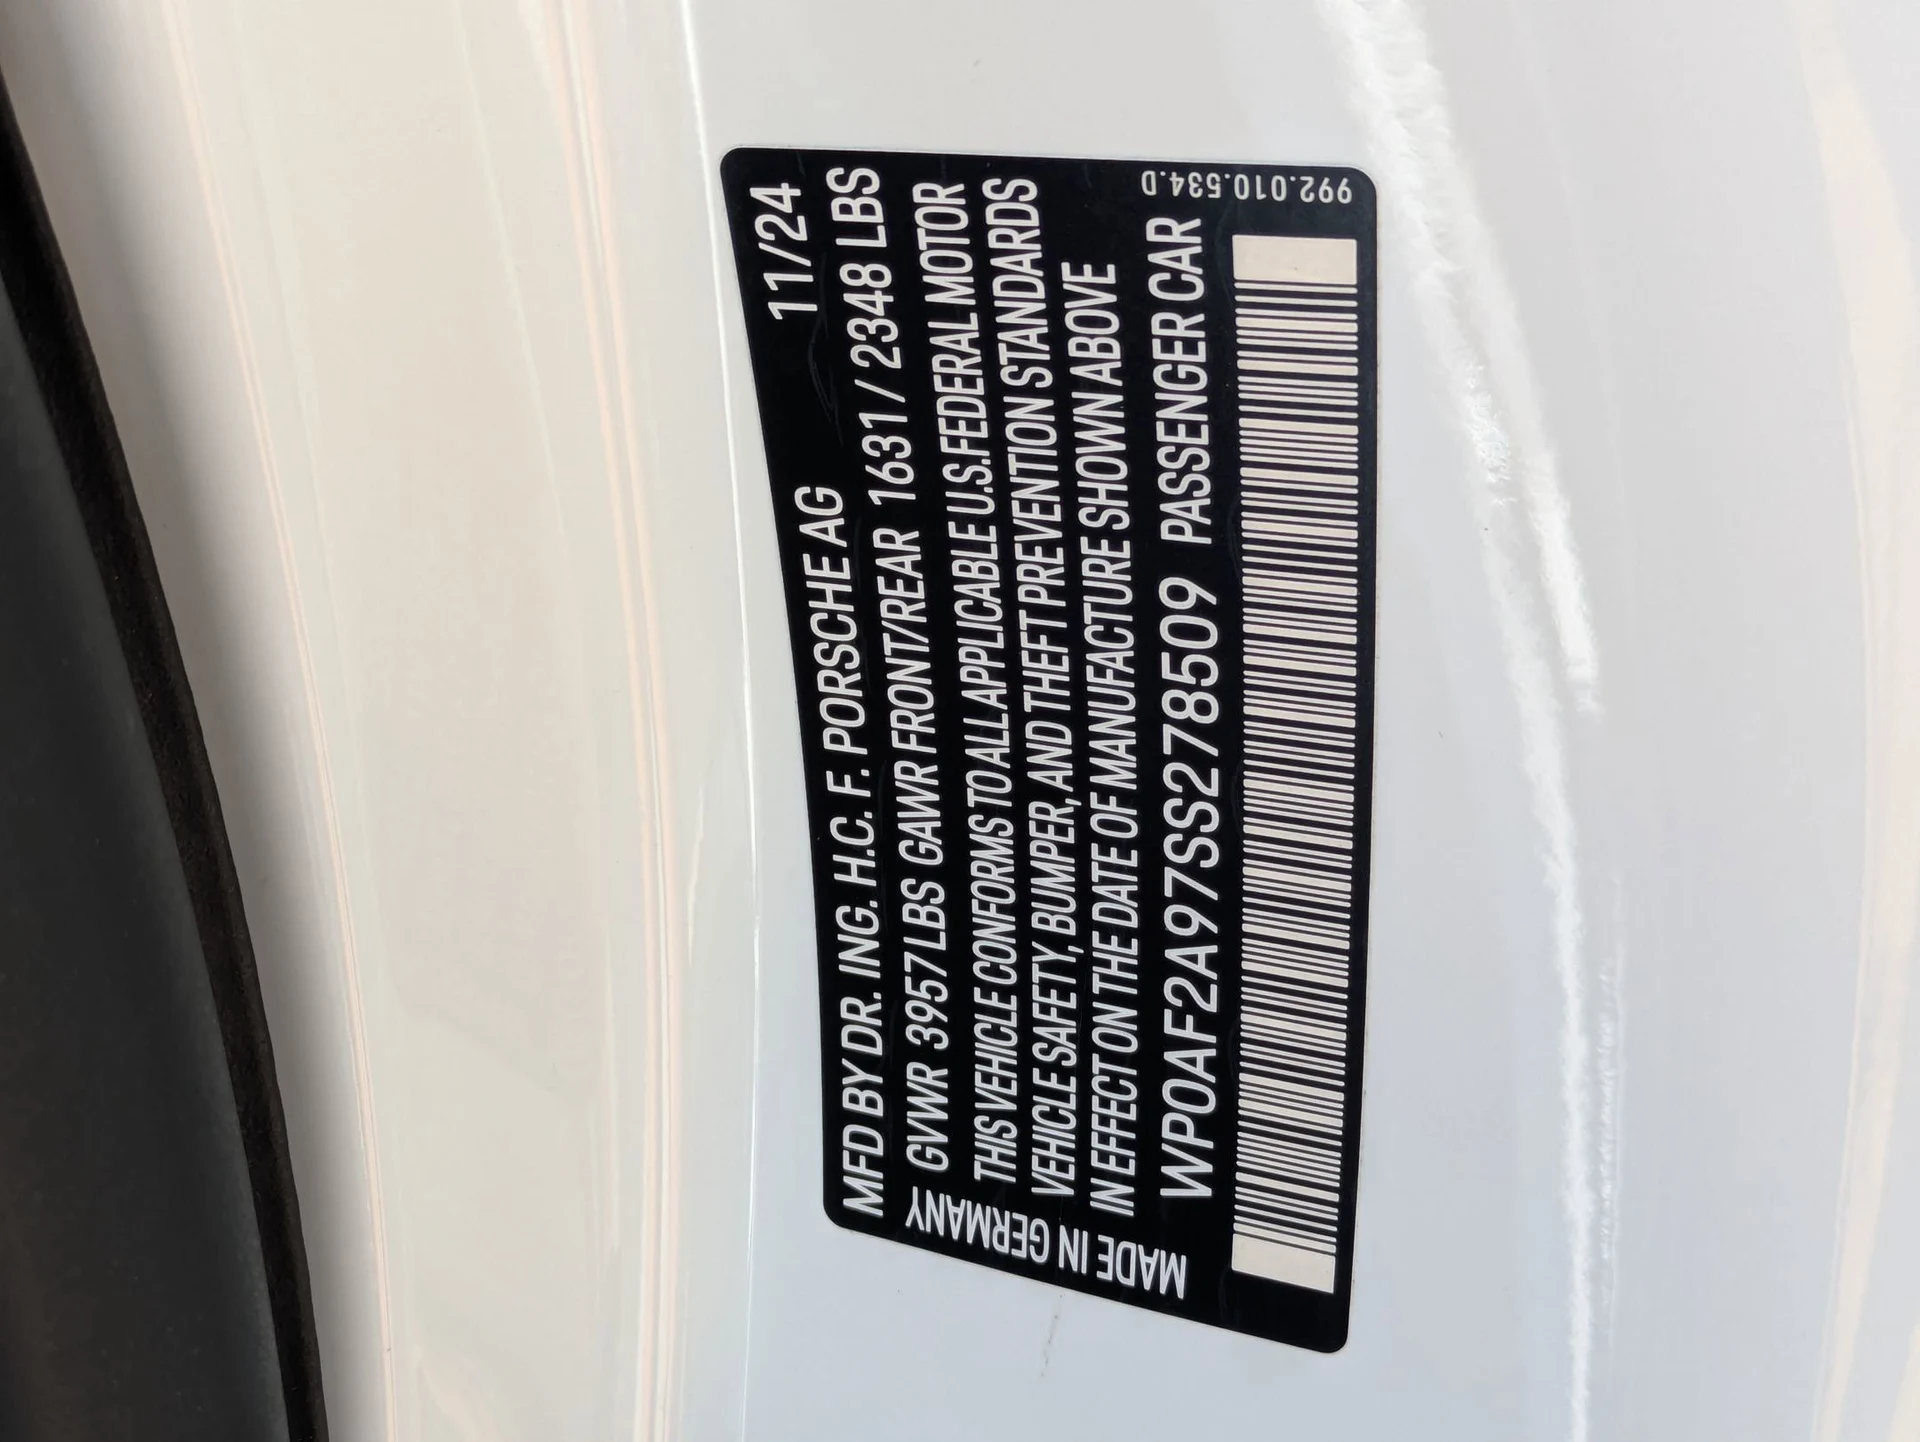 MFD BY DR. ING. H.C. F. PORSCHE AG 11/24
GVWR 3957 LBS GAWR FRONT/REAR 1631 / 2348 LBS
THIS VEHICLE CONFORMS TO ALL APPLICABLE U.S. FEDERAL MOTOR
VEHICLE SAFETY, BUMPER, AND THEFT PREVENTION STANDARDS
IN EFFECT ON THE DATE OF MANUFACTURE SHOWN ABOVE
WP0AF2A97SS278509 PASSENGER CAR
MADE IN GERMANY
992.010.534.D